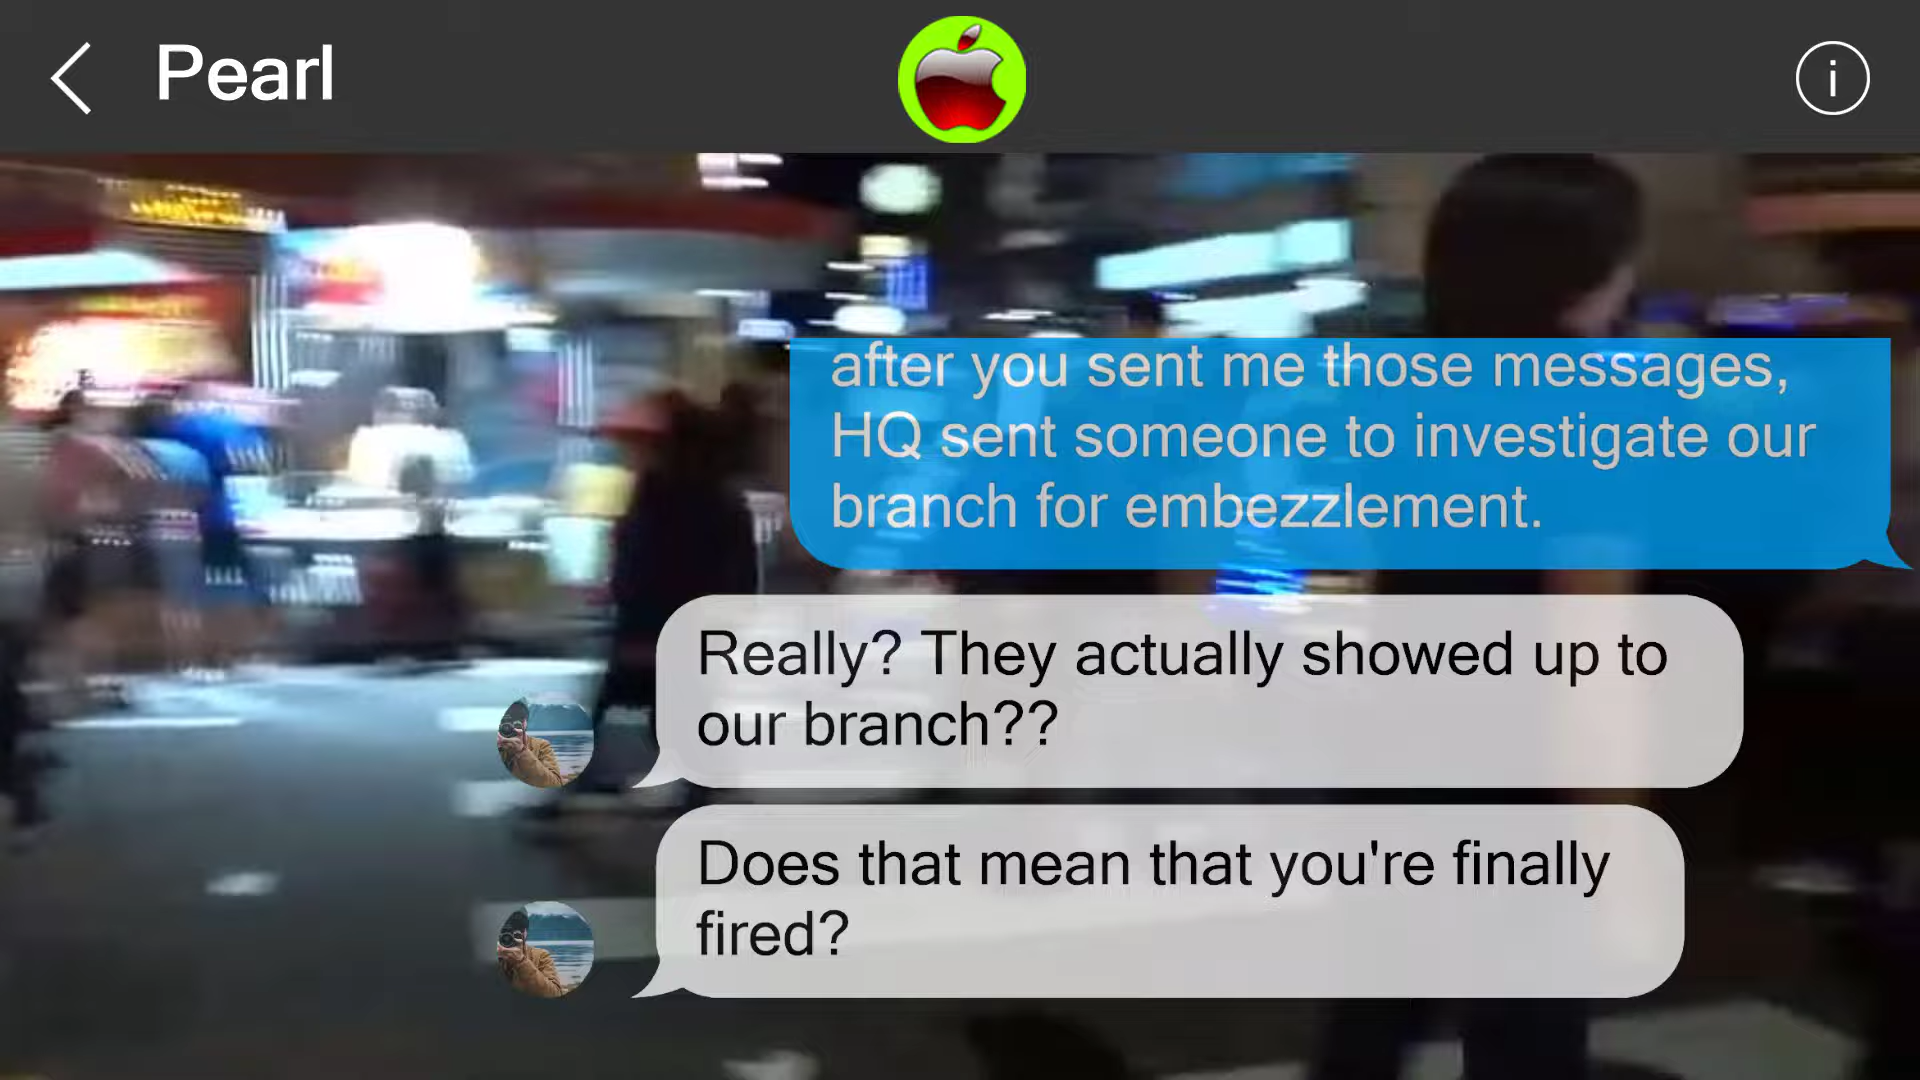 Pearl
i
after you sent me those messages,
HQ sent someone to investigate our
branch for embezzlement.
Really? They actually showed up to
our branch??
Does that mean that you're finally
fired?